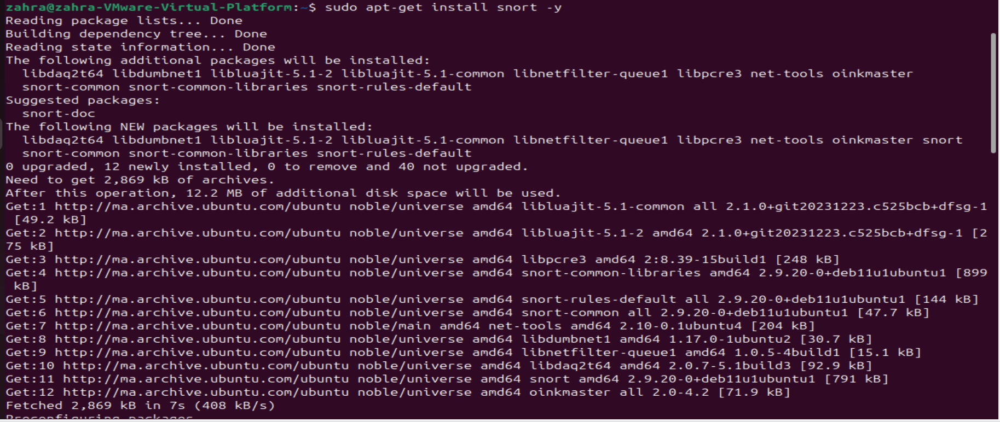 zahra@zahra-VMware-Virtual-Platform:~$ sudo apt-get install snort -y
Reading package lists... Done
Building dependency tree... Done
Reading state information... Done
The following additional packages will be installed:
  libdaq2t64 libdumbnet1 libluajit-5.1-2 libluajit-5.1-common libnetfilter-queue1 libpcre3 net-tools oinkmaster
  snort-common snort-common-libraries snort-rules-default
Suggested packages:
  snort-doc
The following NEW packages will be installed:
  libdaq2t64 libdumbnet1 libluajit-5.1-2 libluajit-5.1-common libnetfilter-queue1 libpcre3 net-tools oinkmaster snort
  snort-common snort-common-libraries snort-rules-default
0 upgraded, 12 newly installed, 0 to remove and 40 not upgraded.
Need to get 2,869 kB of archives.
After this operation, 12.2 MB of additional disk space will be used.
Get:1 http://ma.archive.ubuntu.com/ubuntu noble/universe amd64 libluajit-5.1-common all 2.1.0+git20231223.c525bcb+dfsg-1
 [49.2 kB]
Get:2 http://ma.archive.ubuntu.com/ubuntu noble/universe amd64 libluajit-5.1-2 amd64 2.1.0+git20231223.c525bcb+dfsg-1 [2
75 kB]
Get:3 http://ma.archive.ubuntu.com/ubuntu noble/universe amd64 libpcre3 amd64 2:8.39-15build1 [248 kB]
Get:4 http://ma.archive.ubuntu.com/ubuntu noble/universe amd64 snort-common-libraries amd64 2.9.20-0+deb11u1ubuntu1 [899
 kB]
Get:5 http://ma.archive.ubuntu.com/ubuntu noble/universe amd64 snort-rules-default all 2.9.20-0+deb11u1ubuntu1 [144 kB]
Get:6 http://ma.archive.ubuntu.com/ubuntu noble/universe amd64 snort-common all 2.9.20-0+deb11u1ubuntu1 [47.7 kB]
Get:7 http://ma.archive.ubuntu.com/ubuntu noble/main amd64 net-tools amd64 2.10-0.1ubuntu4 [204 kB]
Get:8 http://ma.archive.ubuntu.com/ubuntu noble/universe amd64 libdumbnet1 amd64 1.17.0-1ubuntu2 [30.7 kB]
Get:9 http://ma.archive.ubuntu.com/ubuntu noble/universe amd64 libnetfilter-queue1 amd64 1.0.5-4build1 [15.1 kB]
Get:10 http://ma.archive.ubuntu.com/ubuntu noble/universe amd64 libdaq2t64 amd64 2.0.7-5.1build3 [92.9 kB]
Get:11 http://ma.archive.ubuntu.com/ubuntu noble/universe amd64 snort amd64 2.9.20-0+deb11u1ubuntu1 [791 kB]
Get:12 http://ma.archive.ubuntu.com/ubuntu noble/universe amd64 oinkmaster all 2.0-4.2 [71.9 kB]
Fetched 2,869 kB in 7s (408 kB/s)
Preconfiguring packages